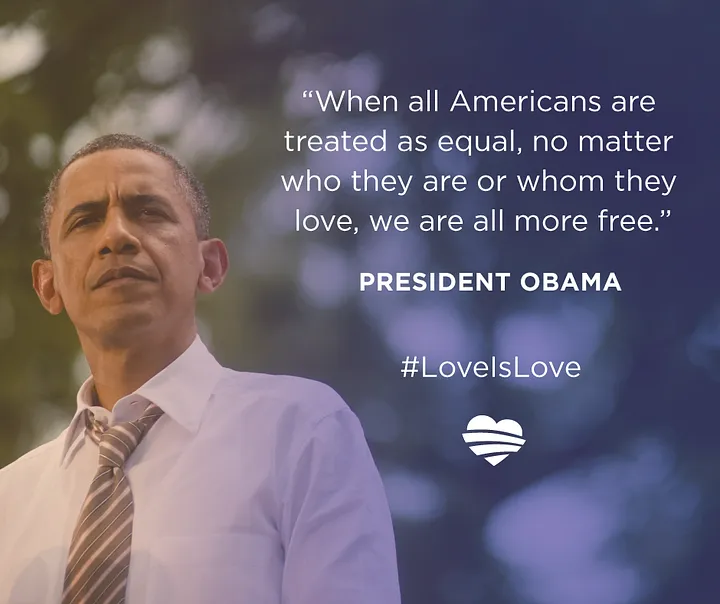 “When all Americans are
treated as equal, no matter
who they are or whom they
love, we are all more free.”
PRESIDENT OBAMA
#LoveIsLove